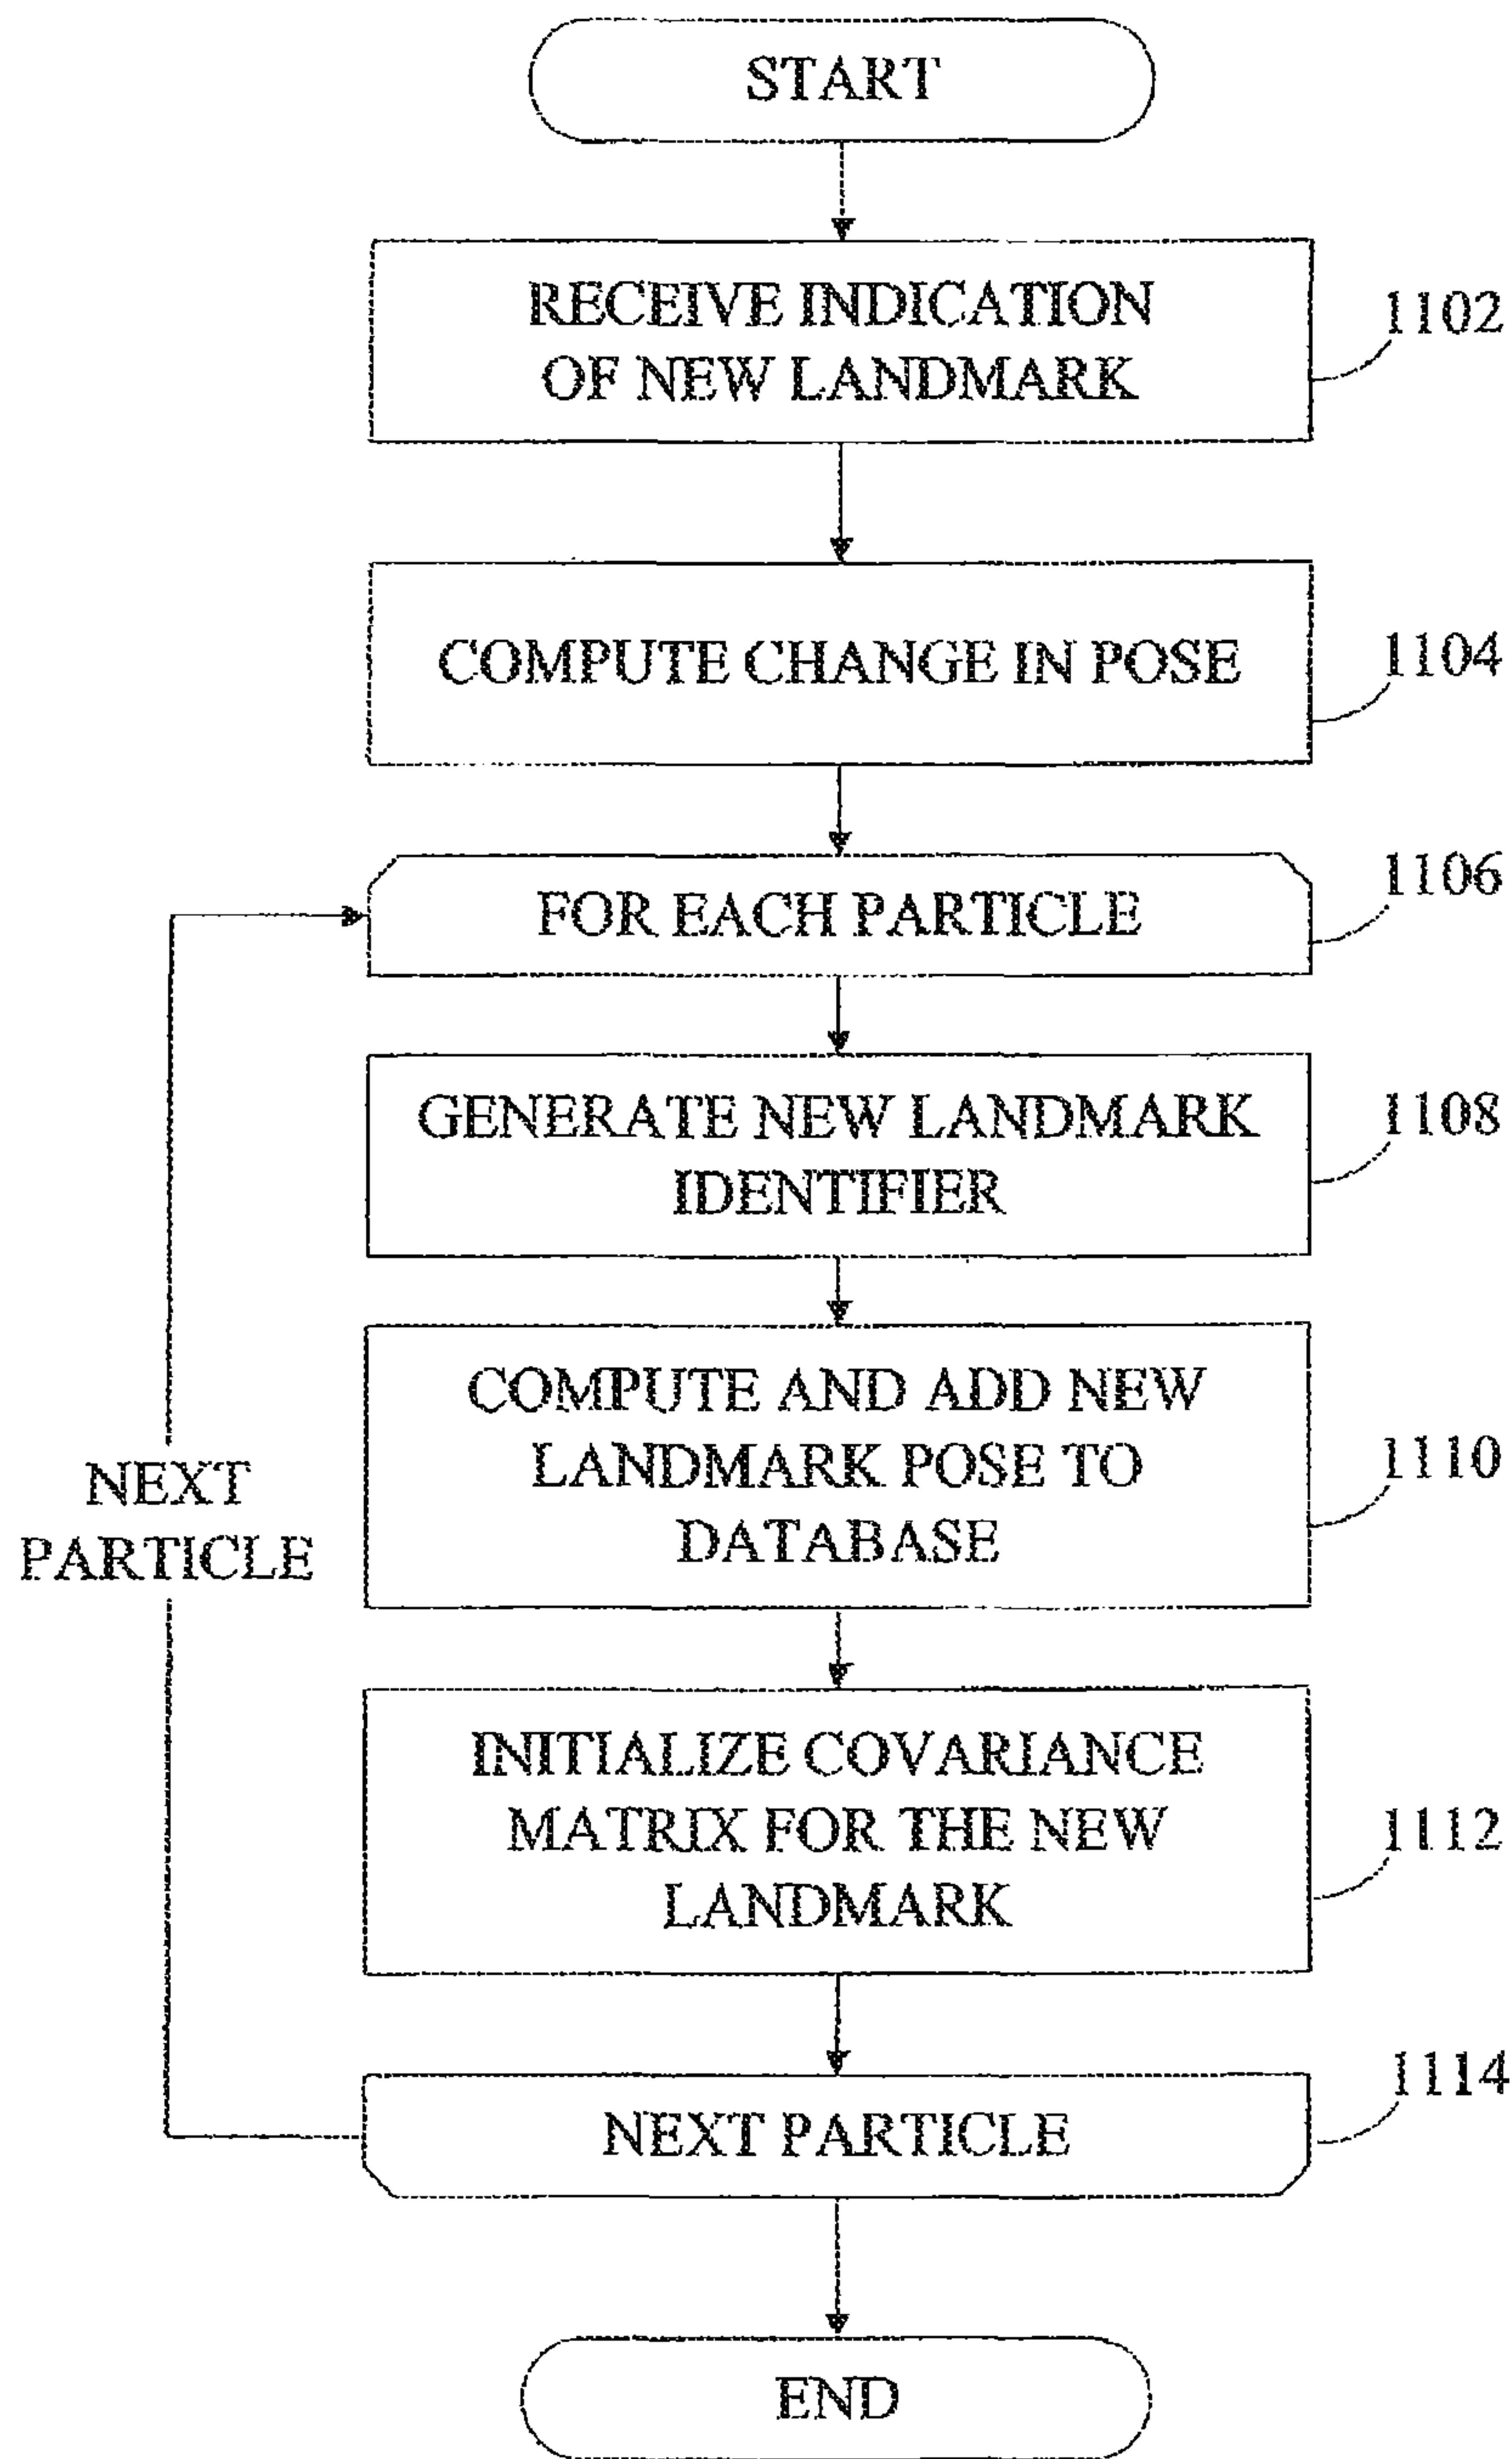 START
RECEIVE INDICATION
OF NEW LANDMARK
1102
COMPUTE CHANGE IN POSE
1104
FOR EACH PARTICLE
1106
GENERATE NEW LANDMARK
IDENTIFIER
1108
COMPUTE AND ADD NEW
LANDMARK POSE TO
DATABASE
1110
NEXT
PARTICLE
INITIALIZE COVARIANCE
MATRIX FOR THE NEW
LANDMARK
1112
NEXT PARTICLE
1114
END